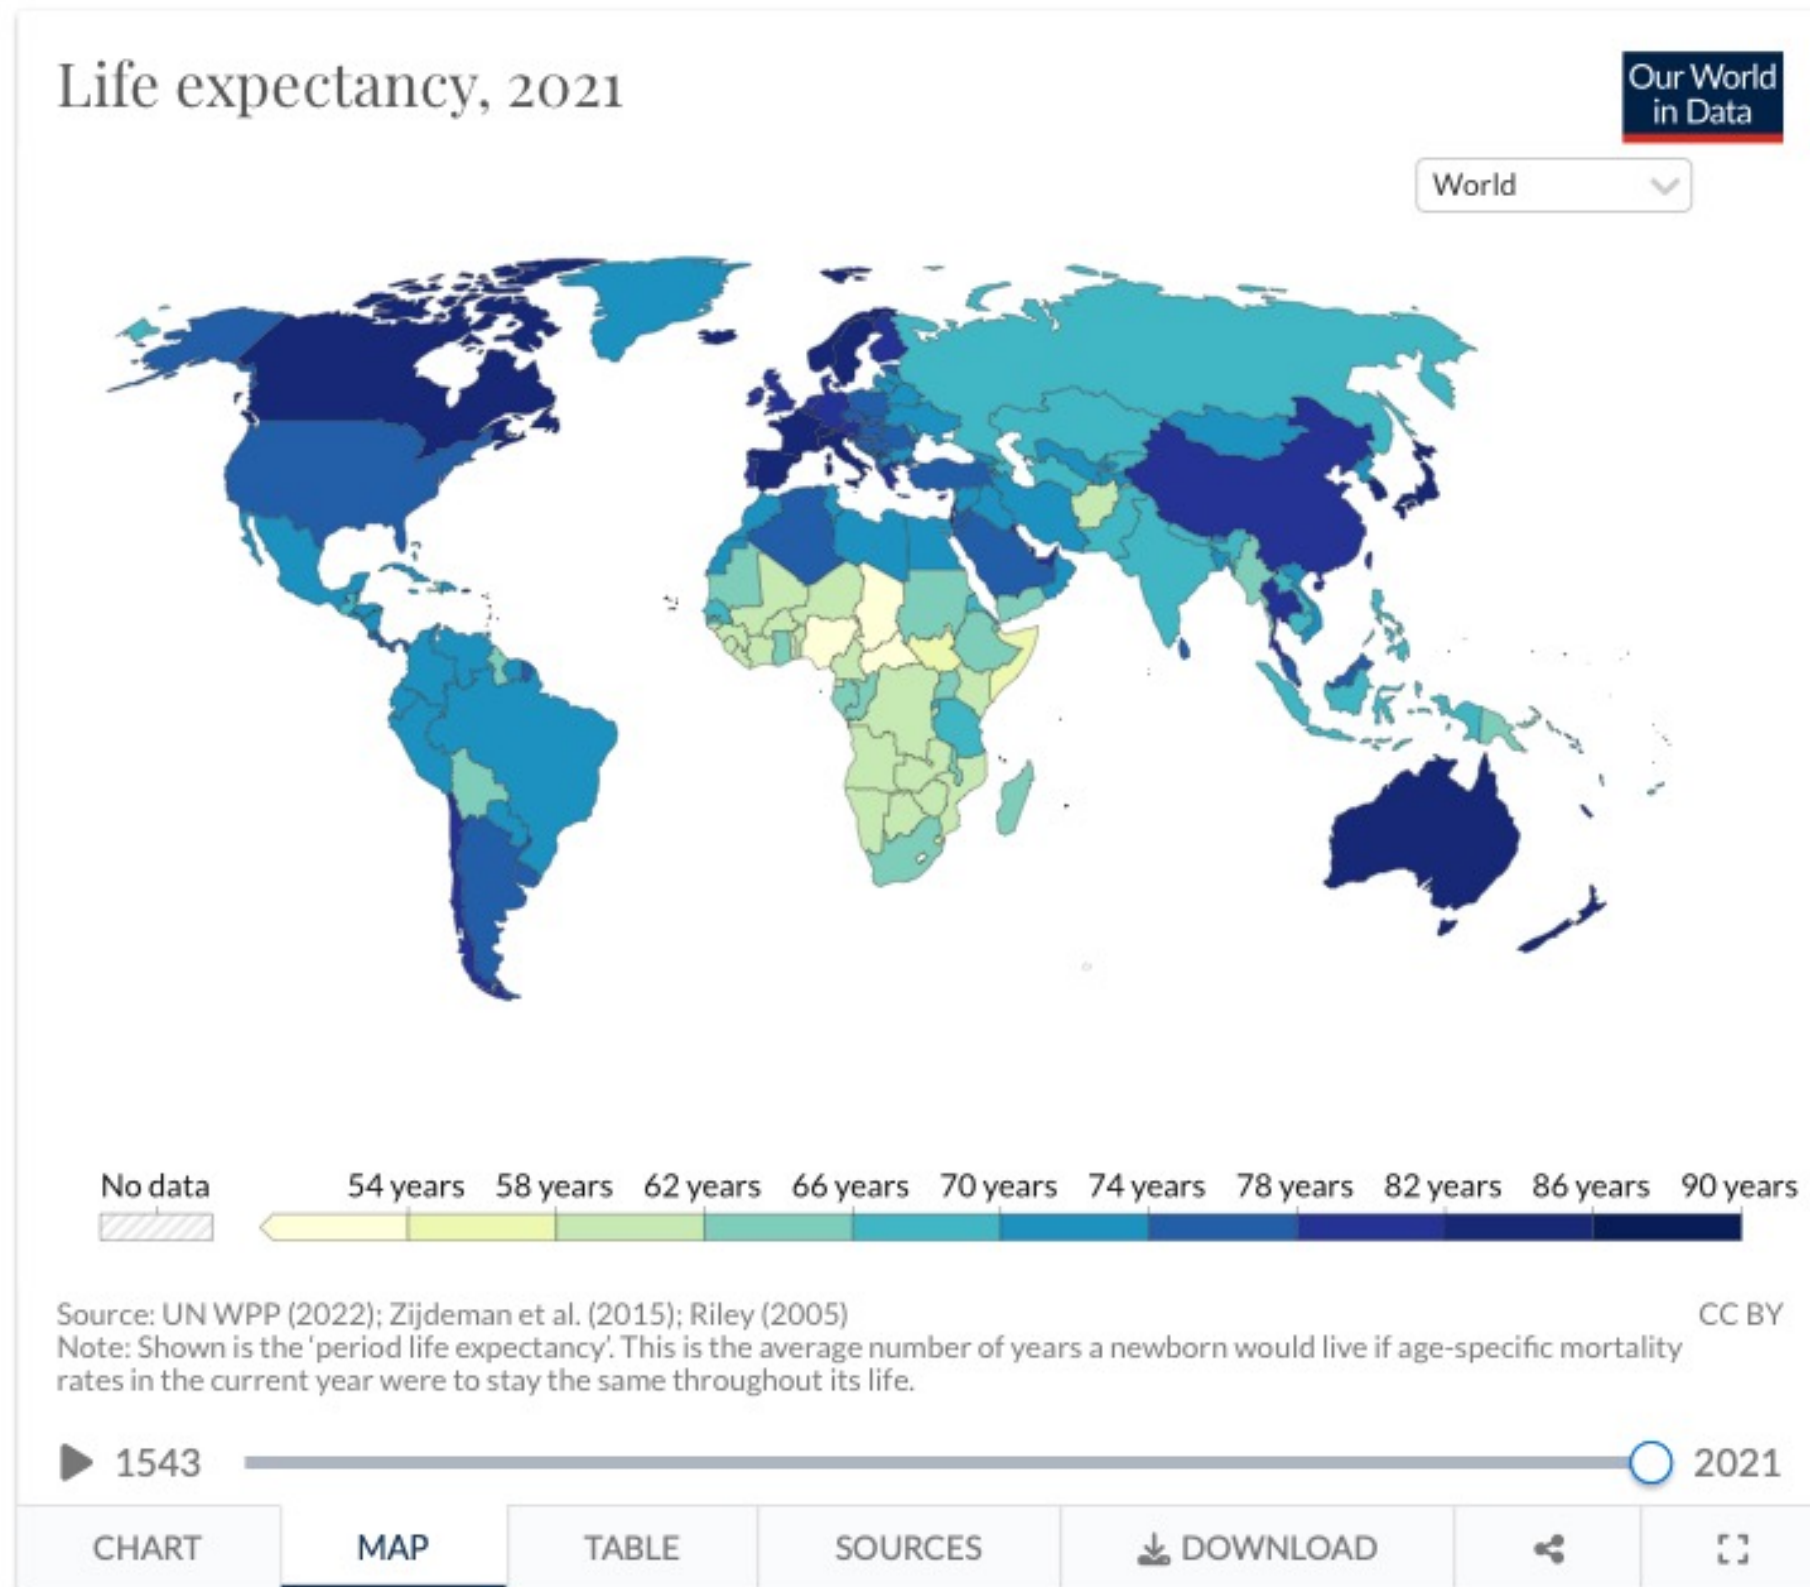 Life expectancy, 2021
Our World
in Data
World
No data
54 years 58 years 62 years 66 years 70 years 74 years 78 years 82 years 86 years 90 years
Source: UN WPP (2022); Zijdeman et al. (2015); Riley (2005)
CC BY
Note: Shown is the 'period life expectancy'. This is the average number of years a newborn would live if age-specific mortality
rates in the current year were to stay the same throughout its life.
1543
2021
CHART
MAP
TABLE
SOURCES
DOWNLOAD